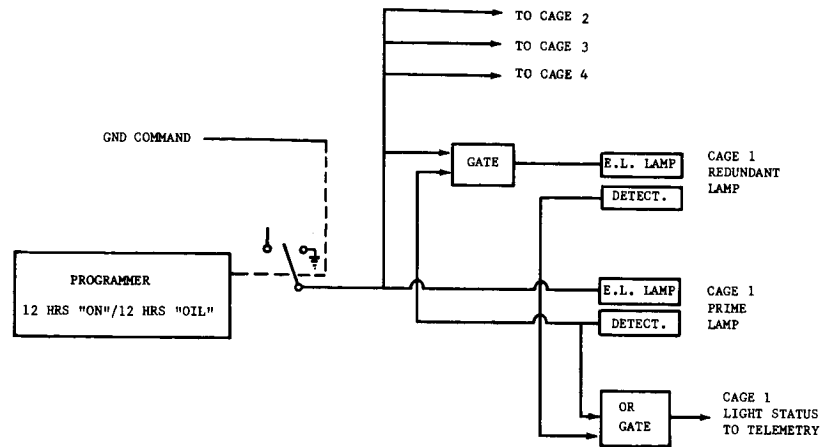 TO CAGE 2
TO CAGE 3
TO CAGE 4
GND COMMAND
GATE
E.L. LAMP
DETECT.
CAGE 1
REDUNDANT
LAMP
PROGRAMMER
12 HRS "ON"/12 HRS "OIL"
E.L. LAMP
DETECT.
CAGE 1
PRIME
LAMP
OR
GATE
CAGE 1
LIGHT STATUS
TO TELEMETRY